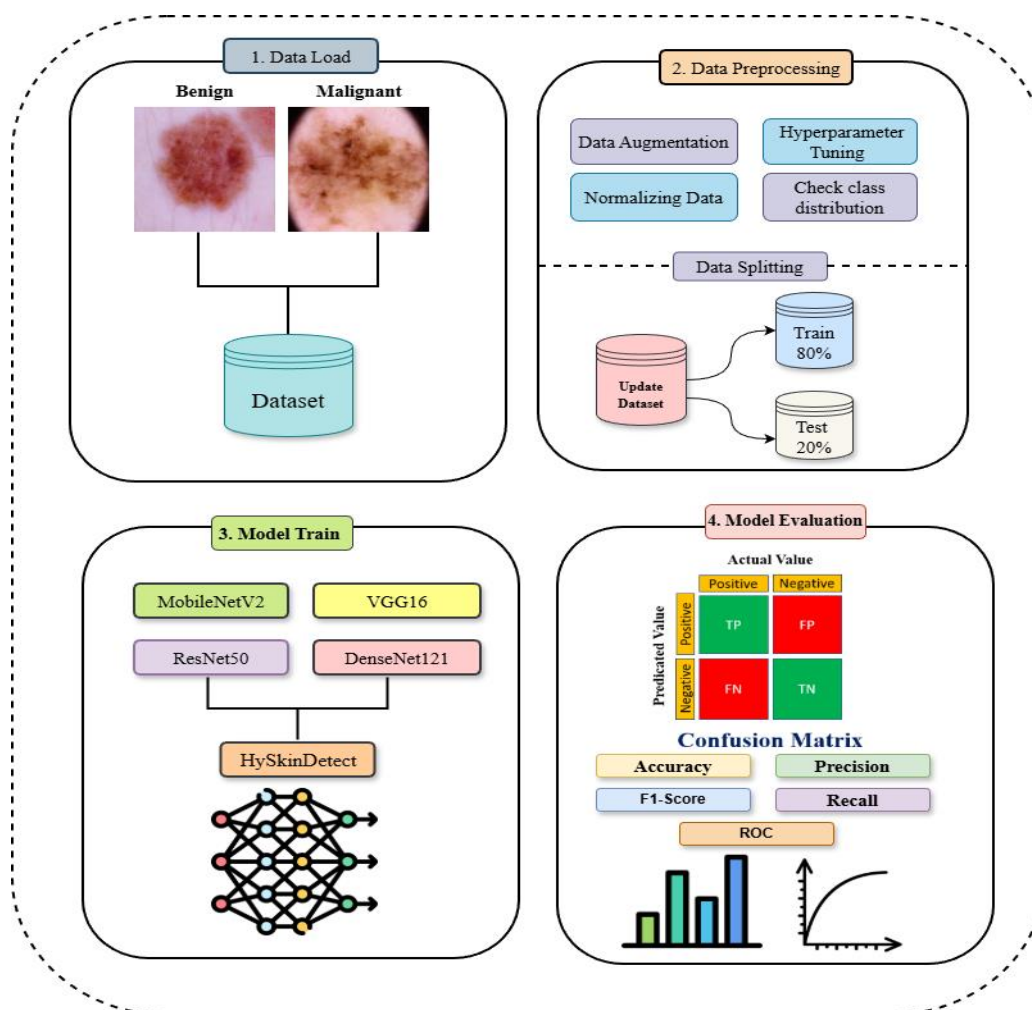 1. Data Load
Benign
Malignant
Dataset
2. Data Preprocessing
Data Augmentation
Hyperparameter
Tuning
Normalizing Data
Check class
distribution
Data Splitting
Update
Dataset
Train
80%
Test
20%
3. Model Train
MobileNetV2
VGG16
ResNet50
DenseNet121
HySkinDetect
4. Model Evaluation
Actual Value
Positive
Negative
Predicated Value
Positive
TP
FP
Negative
FN
TN
Confusion Matrix
Accuracy
Precision
F1-Score
Recall
ROC